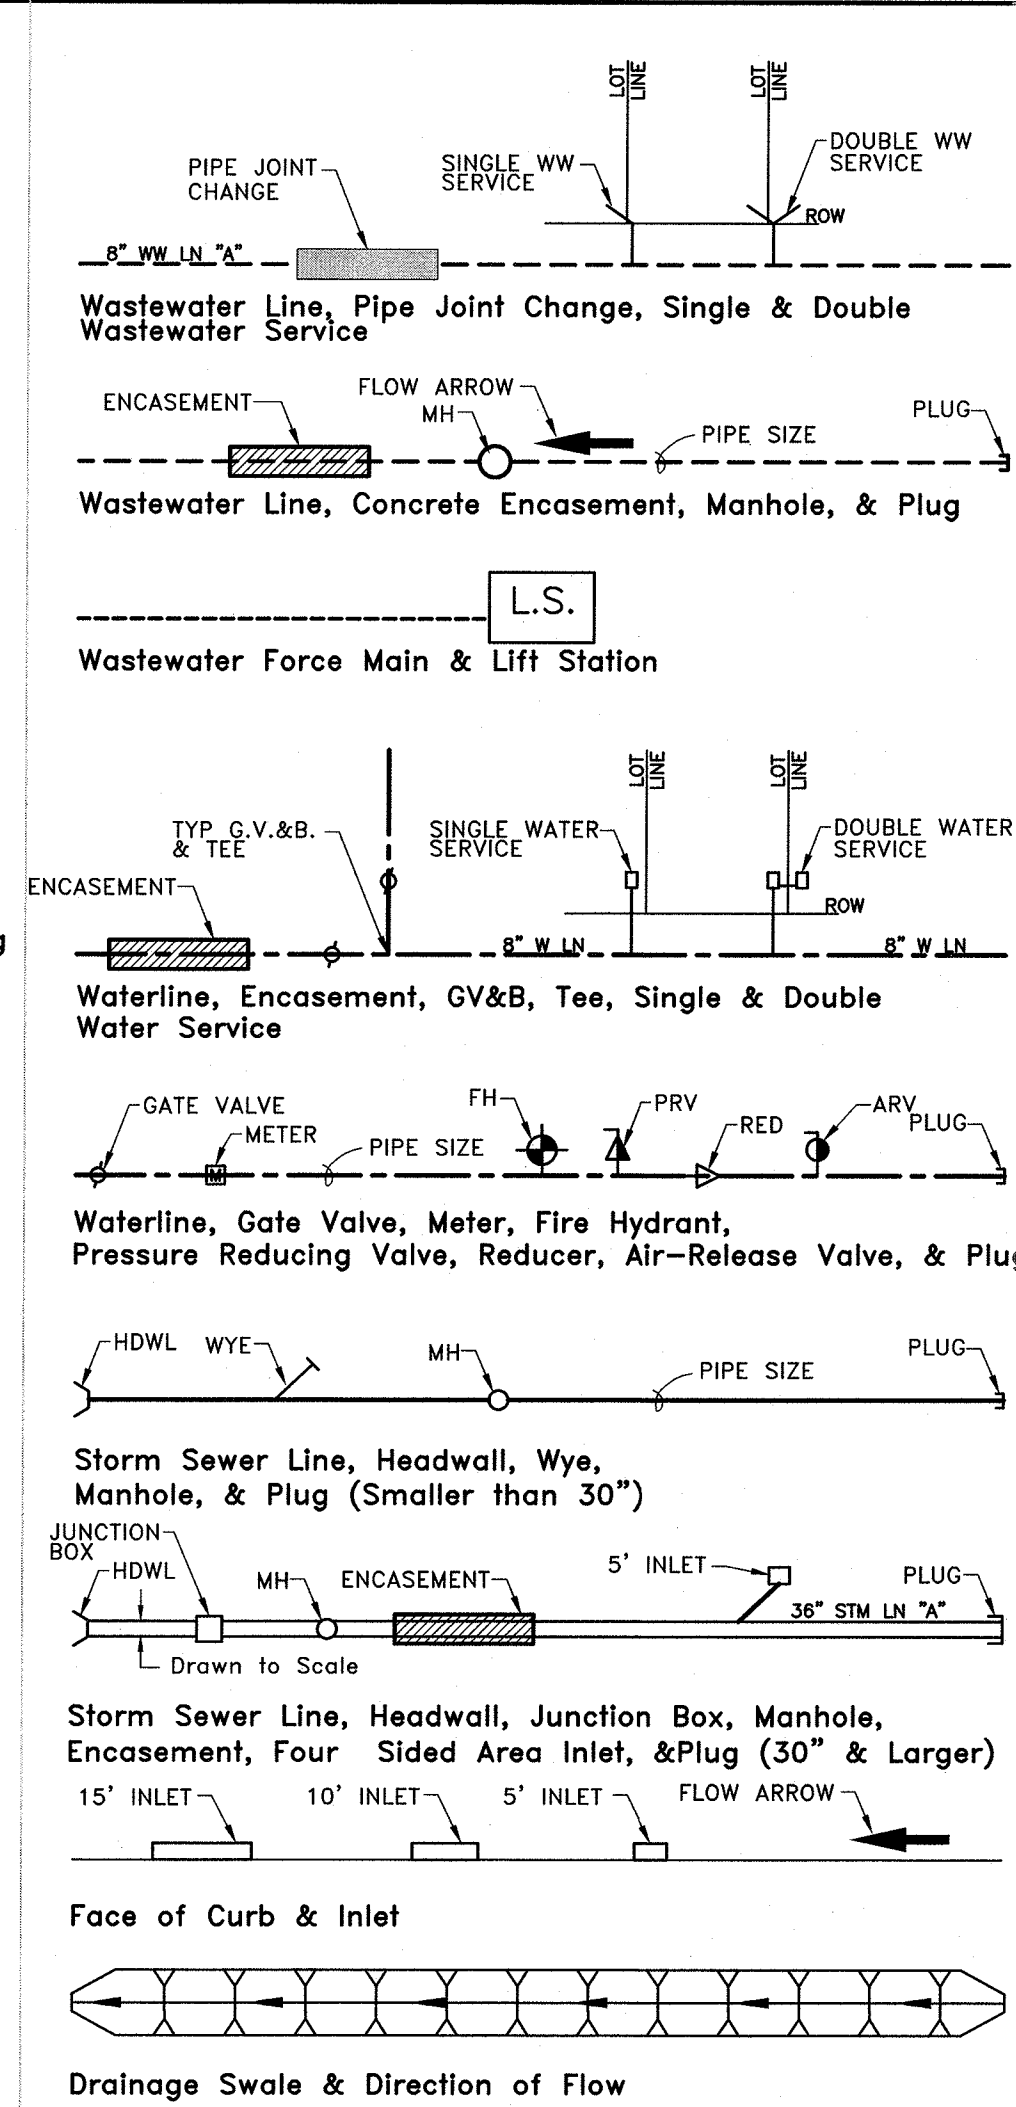 LOT
LINE
LOT
LINE
PIPE JOINT
CHANGE
SINGLE WW
SERVICE
DOUBLE WW
SERVICE
ROW
8" WW LN "A"
Wastewater Line, Pipe Joint Change, Single & Double
Wastewater Service
ENCASEMENT
FLOW ARROW
MH
PIPE SIZE
PLUG
Wastewater Line, Concrete Encasement, Manhole, & Plug
L.S.
Wastewater Force Main & Lift Station
LOT
LINE
LOT
LINE
TYP G.V.&B.
& TEE
SINGLE WATER
SERVICE
DOUBLE WATER
SERVICE
ENCASEMENT
ROW
8" W LN
8" W LN
Waterline, Encasement, GV&B, Tee, Single & Double
Water Service
GATE VALVE
METER
PIPE SIZE
FH
PRV
RED
ARV
PLUG
M
Waterline, Gate Valve, Meter, Fire Hydrant,
Pressure Reducing Valve, Reducer, Air-Release Valve, & Plug
HDWL
WYE
MH
PIPE SIZE
PLUG
Storm Sewer Line, Headwall, Wye,
Manhole, & Plug (Smaller than 30")
JUNCTION
BOX
HDWL
MH
ENCASEMENT
5' INLET
PLUG
36" STM LN "A"
Drawn to Scale
Storm Sewer Line, Headwall, Junction Box, Manhole,
Encasement, Four Sided Area Inlet, &Plug (30" & Larger)
15' INLET
10' INLET
5' INLET
FLOW ARROW
Face of Curb & Inlet
Drainage Swale & Direction of Flow